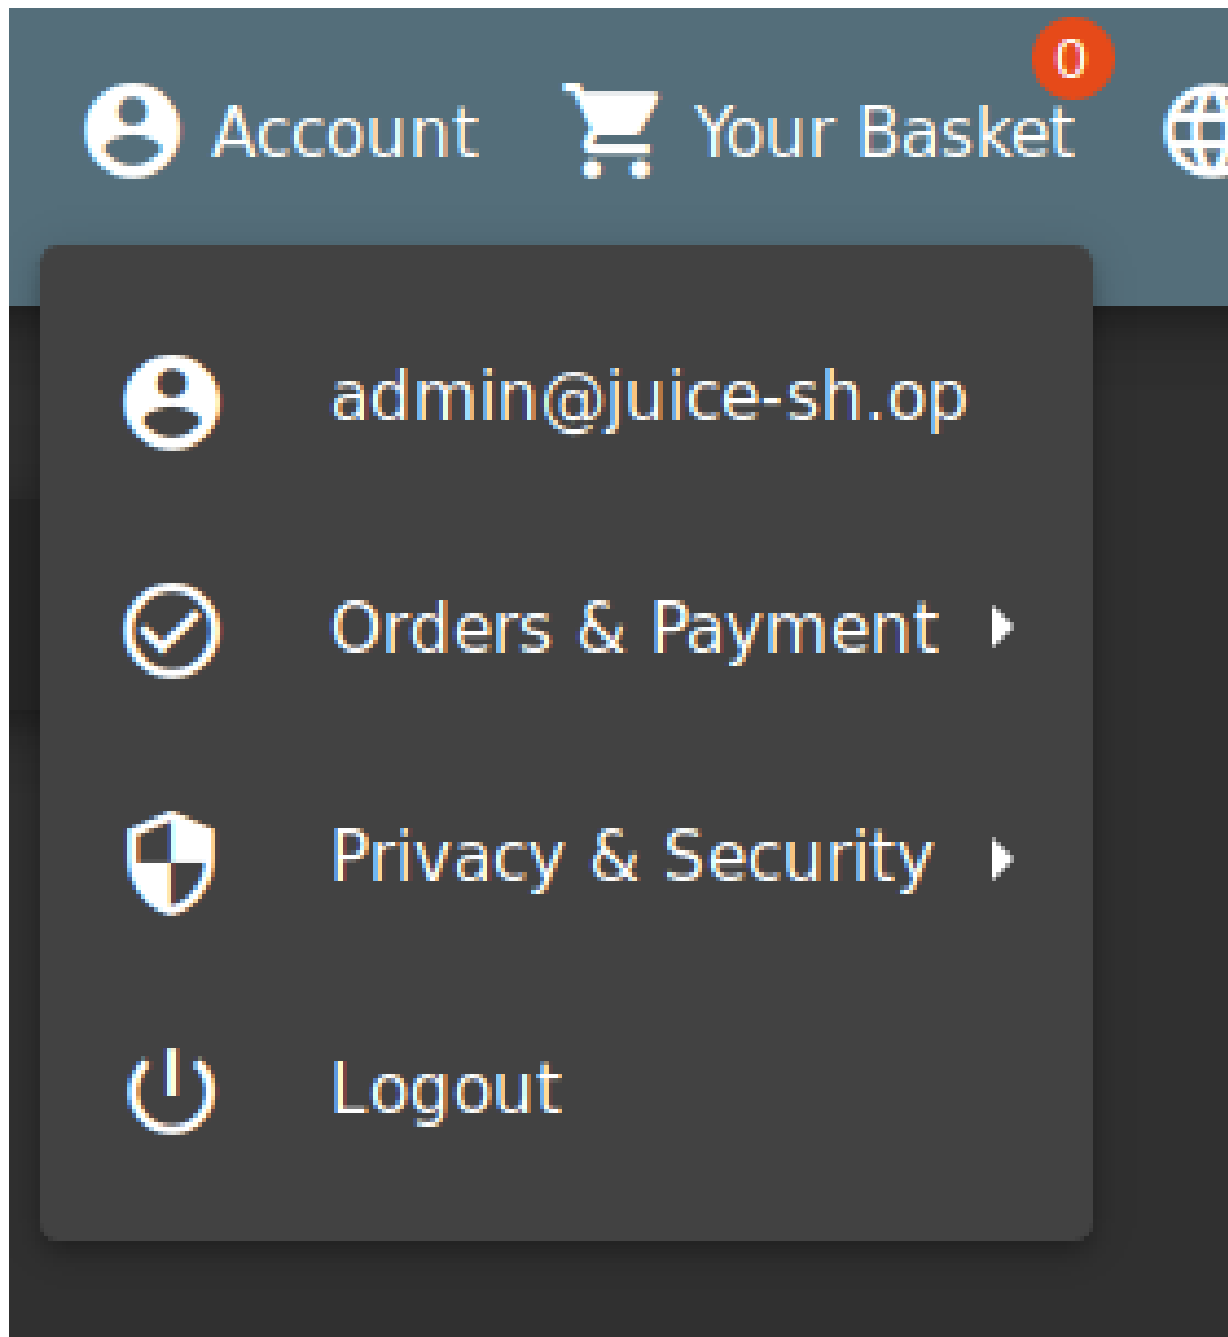 0
Account Your Basket
admin@juice-sh.op
Orders & Payment
Privacy & Security
Logout